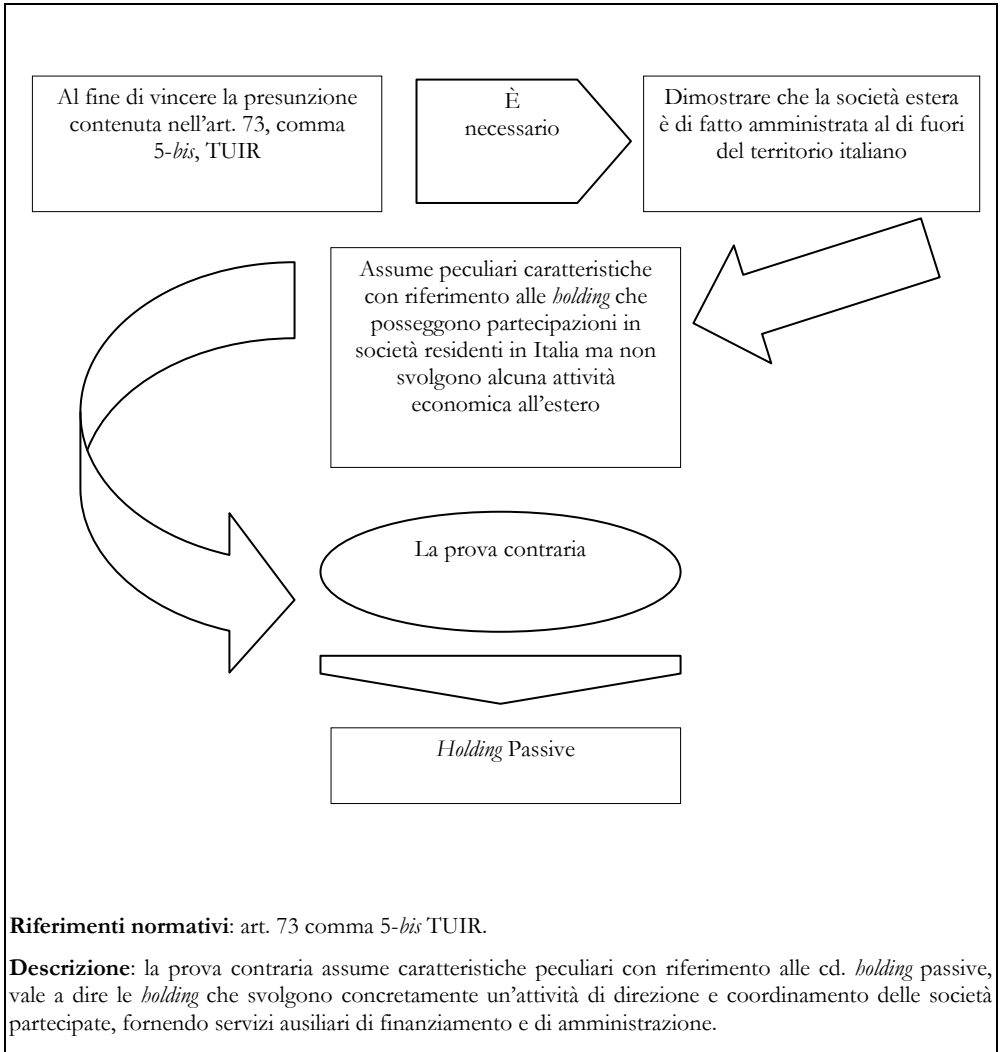 Al fine di vincere la presunzione
contenuta nell'art. 73, comma
5-bis, TUIR
È
necessario
Dimostrare che la società estera
è di fatto amministrata al di fuori
del territorio italiano
Assume peculiari caratteristiche
con riferimento alle holding che
posseggono partecipazioni in
società residenti in Italia ma non
svolgono alcuna attività
economica all'estero
La prova contraria
Holding Passive
Riferimenti normativi: art. 73 comma 5-bis TUIR.
Descrizione: la prova contraria assume caratteristiche peculiari con riferimento alle cd. holding passive,
vale a dire le holding che svolgono concretamente un'attività di direzione e coordinamento delle società
partecipate, fornendo servizi ausiliari di finanziamento e di amministrazione.